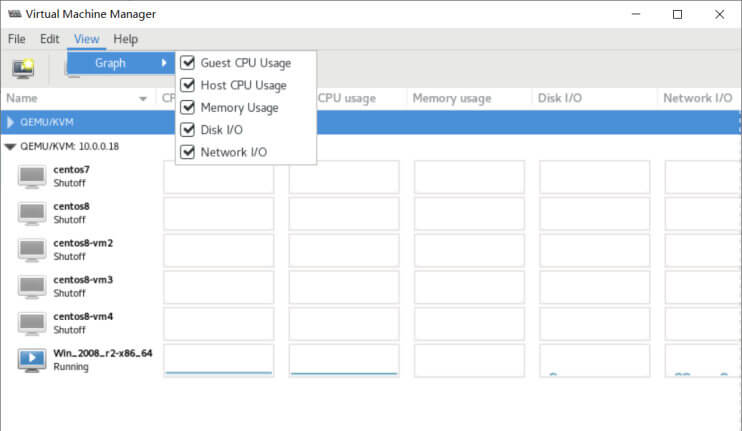 Virtual Machine Manager
File Edit View Help
Graph
Guest CPU Usage
Host CPU Usage
Memory Usage
Disk I/O
Network I/O
Name CPU usage Memory usage Disk I/O Network I/O
QEMU/KVM
QEMU/KVM: 10.0.0.18
centos7
Shutoff
centos8
Shutoff
centos8-vm2
Shutoff
centos8-vm3
Shutoff
centos8-vm4
Shutoff
Win_2008_r2-x86_64
Running